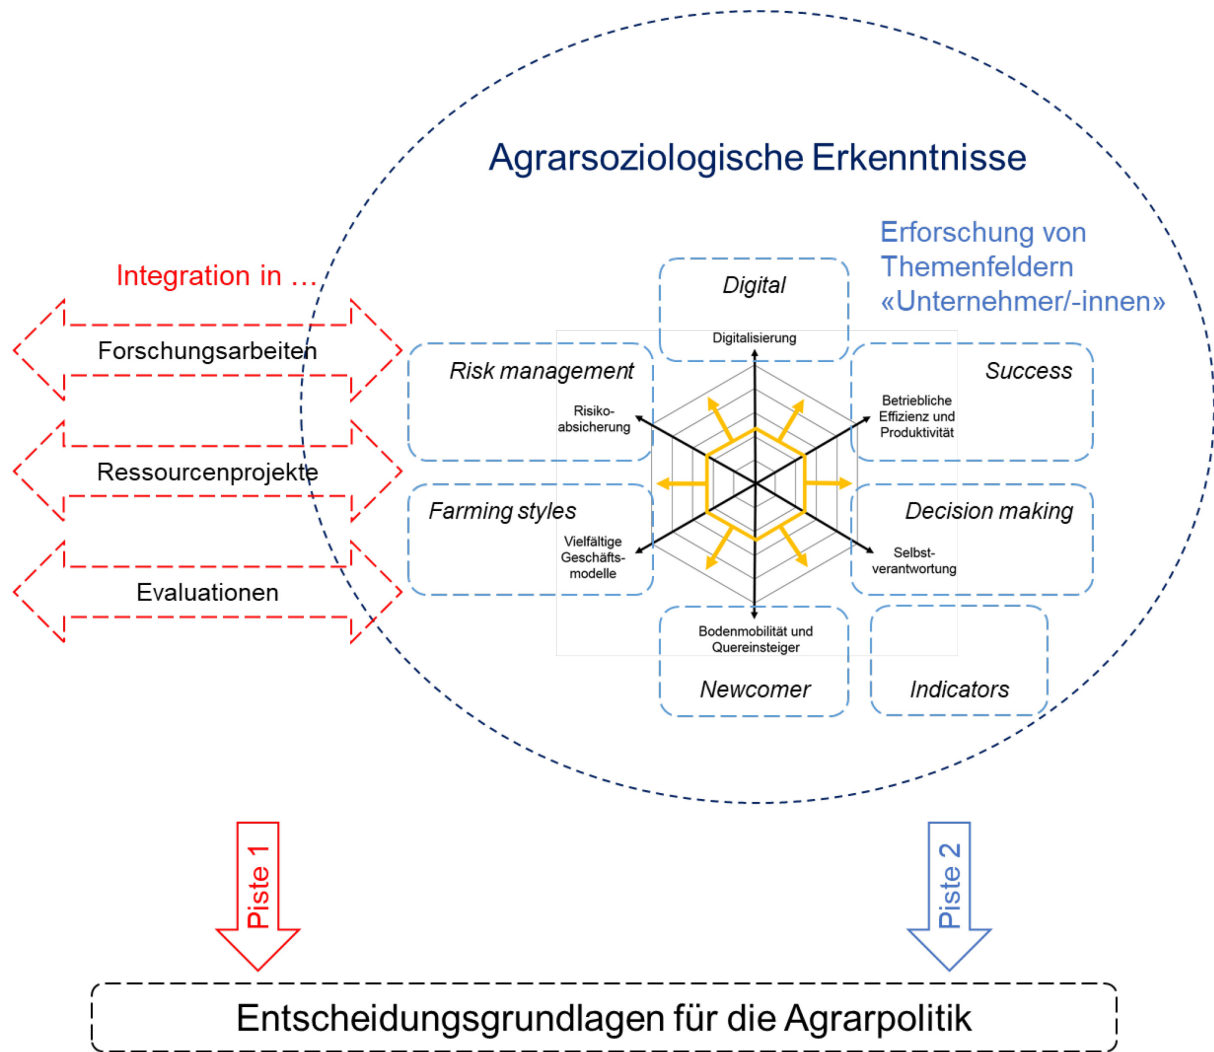 Agrarsoziologische Erkenntnisse
Erforschung von
Themenfeldern
«Unternehmer/-innen»
Integration in …
Forschungsarbeiten
Ressourcenprojekte
Evaluationen
Digital
Digitalisierung
Risk management
Risiko-
absicherung
Success
Betriebliche
Effizienz und
Produktivität
Farming styles
Vielfältige
Geschäfts-
modelle
Decision making
Selbst-
verantwortung
Bodenmobilität und
Quereinsteiger
Newcomer
Indicators
Piste 1
Piste 2
Entscheidungsgrundlagen für die Agrarpolitik